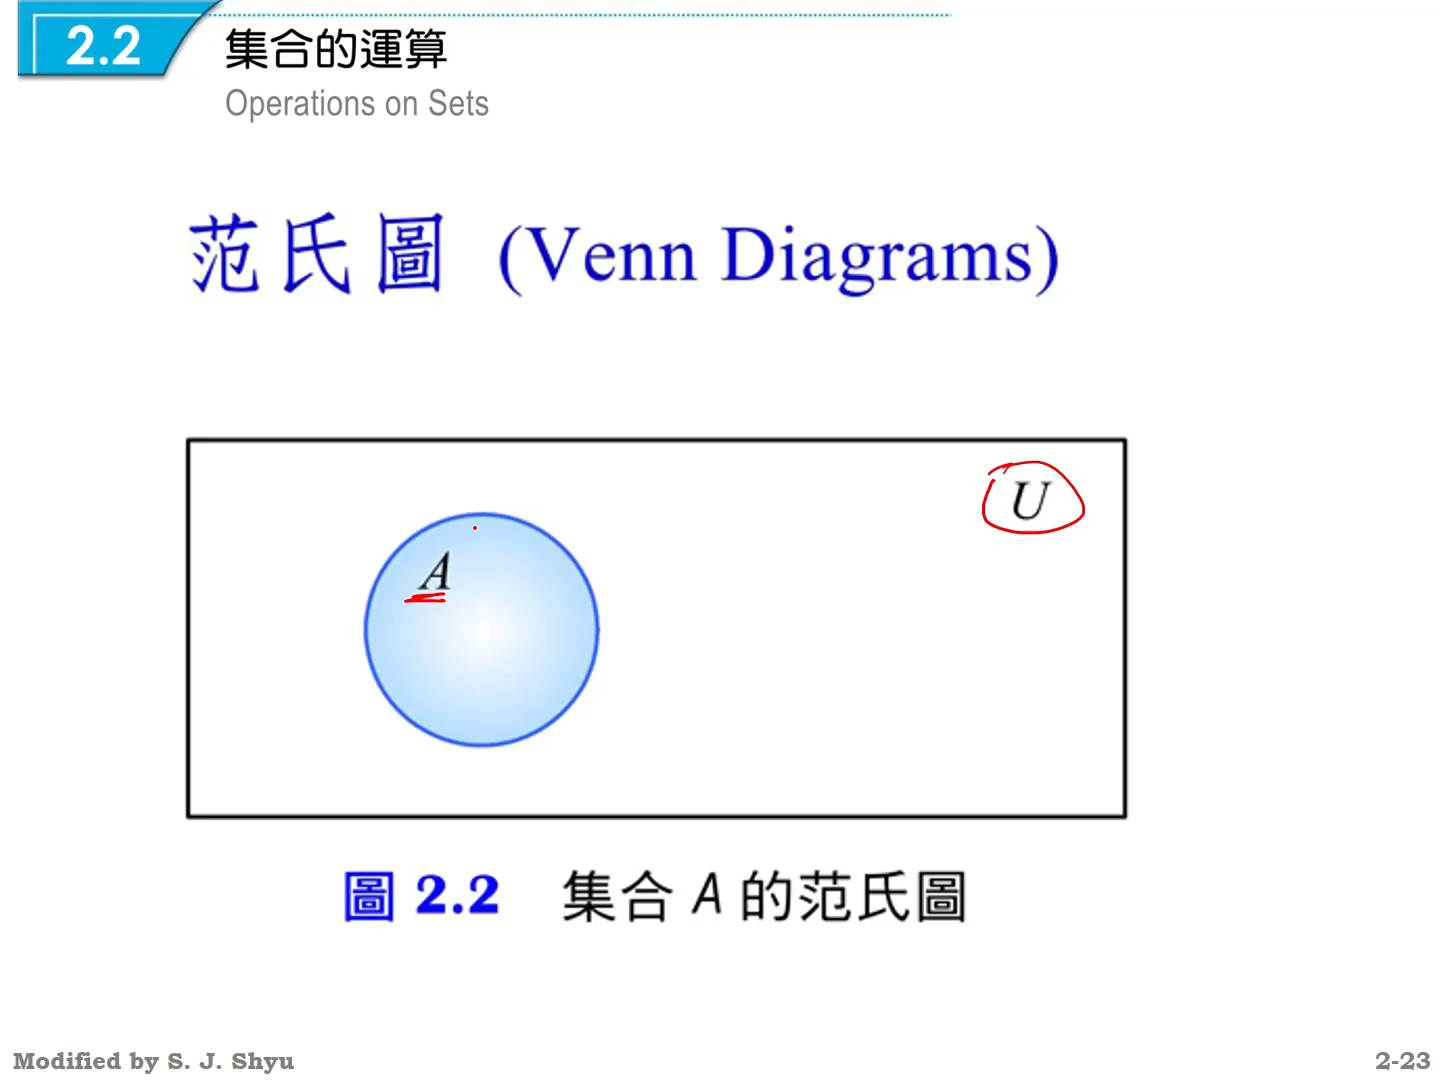 2.2 集合的運算
Operations on Sets
范氏圖 (Venn Diagrams)
U
A
圖 2.2 集合 A 的范氏圖
Modified by S. J. Shyu 2-23